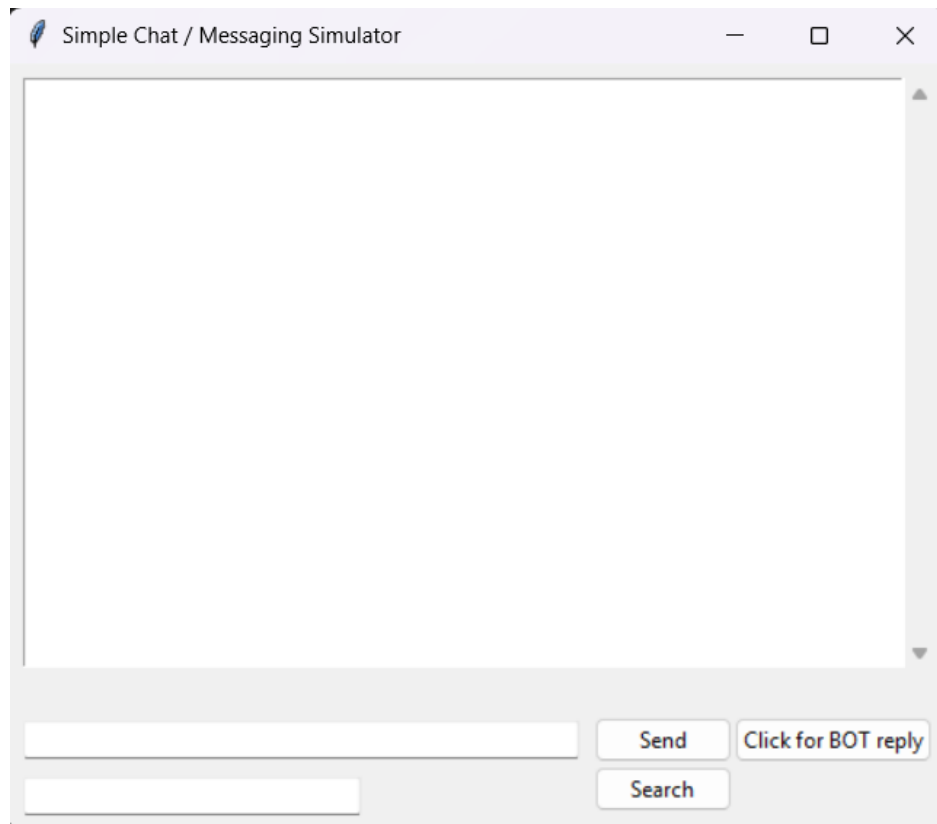 Simple Chat / Messaging Simulator
Send
Click for BOT reply
Search